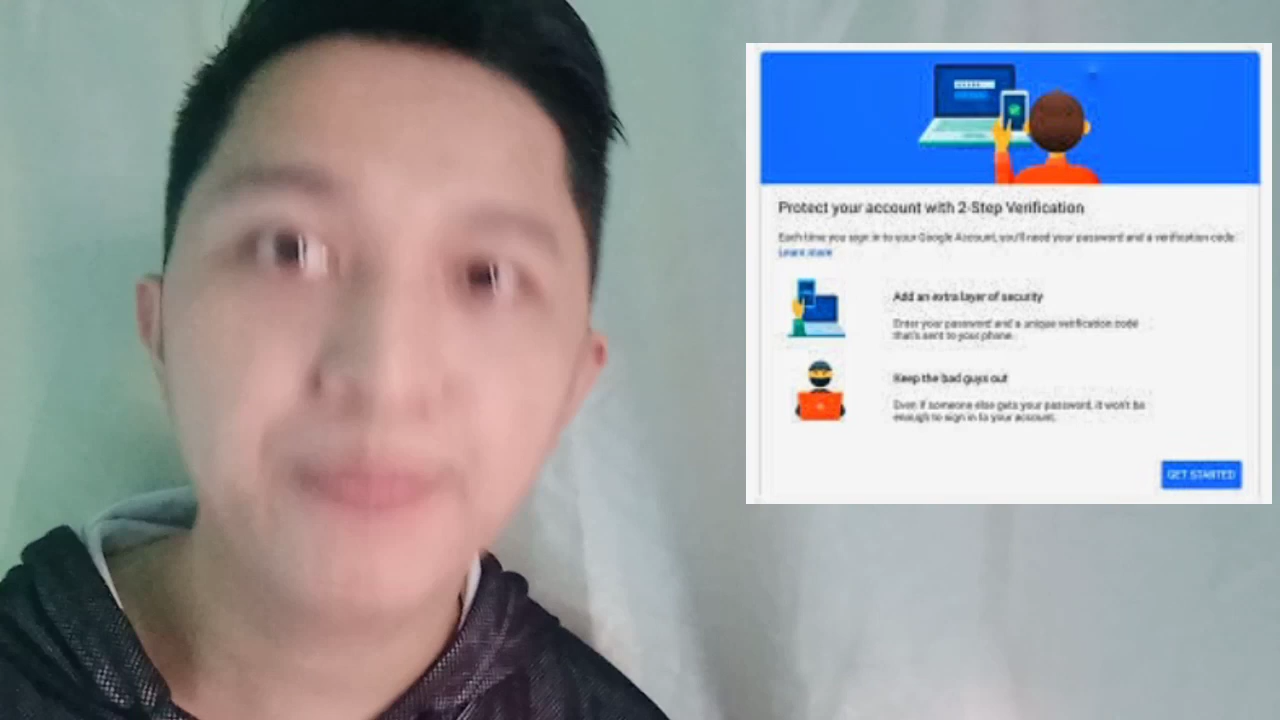 Protect your account with 2-Step Verification
Each time you sign in to your Google Account, you'll need your password and a verification code
Learn more
Add an extra layer of security
Enter your password and a unique verification code
that's sent to your phone.
Keep the bad guys out
Even if someone else gets your password, it won't be
enough to sign in to your account.
GET STARTED